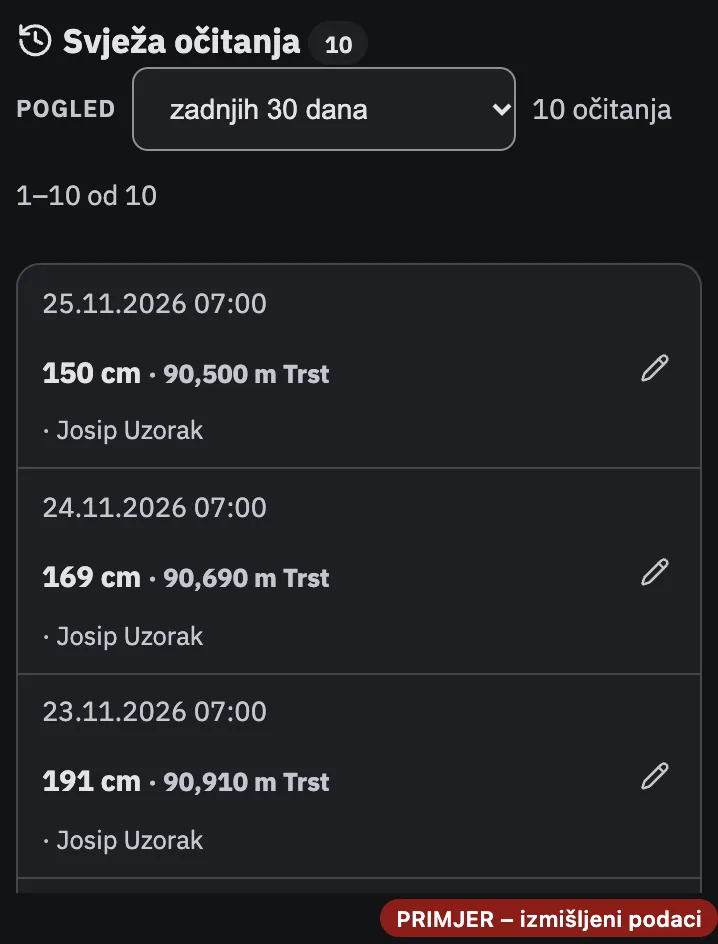 Svježa očitanja 10
POGLED zadnjih 30 dana 10 očitanja
1–10 od 10
25.11.2026 07:00
150 cm · 90,500 m Trst
· Josip Uzorak
24.11.2026 07:00
169 cm · 90,690 m Trst
· Josip Uzorak
23.11.2026 07:00
191 cm · 90,910 m Trst
· Josip Uzorak
PRIMJER – izmišljeni podaci